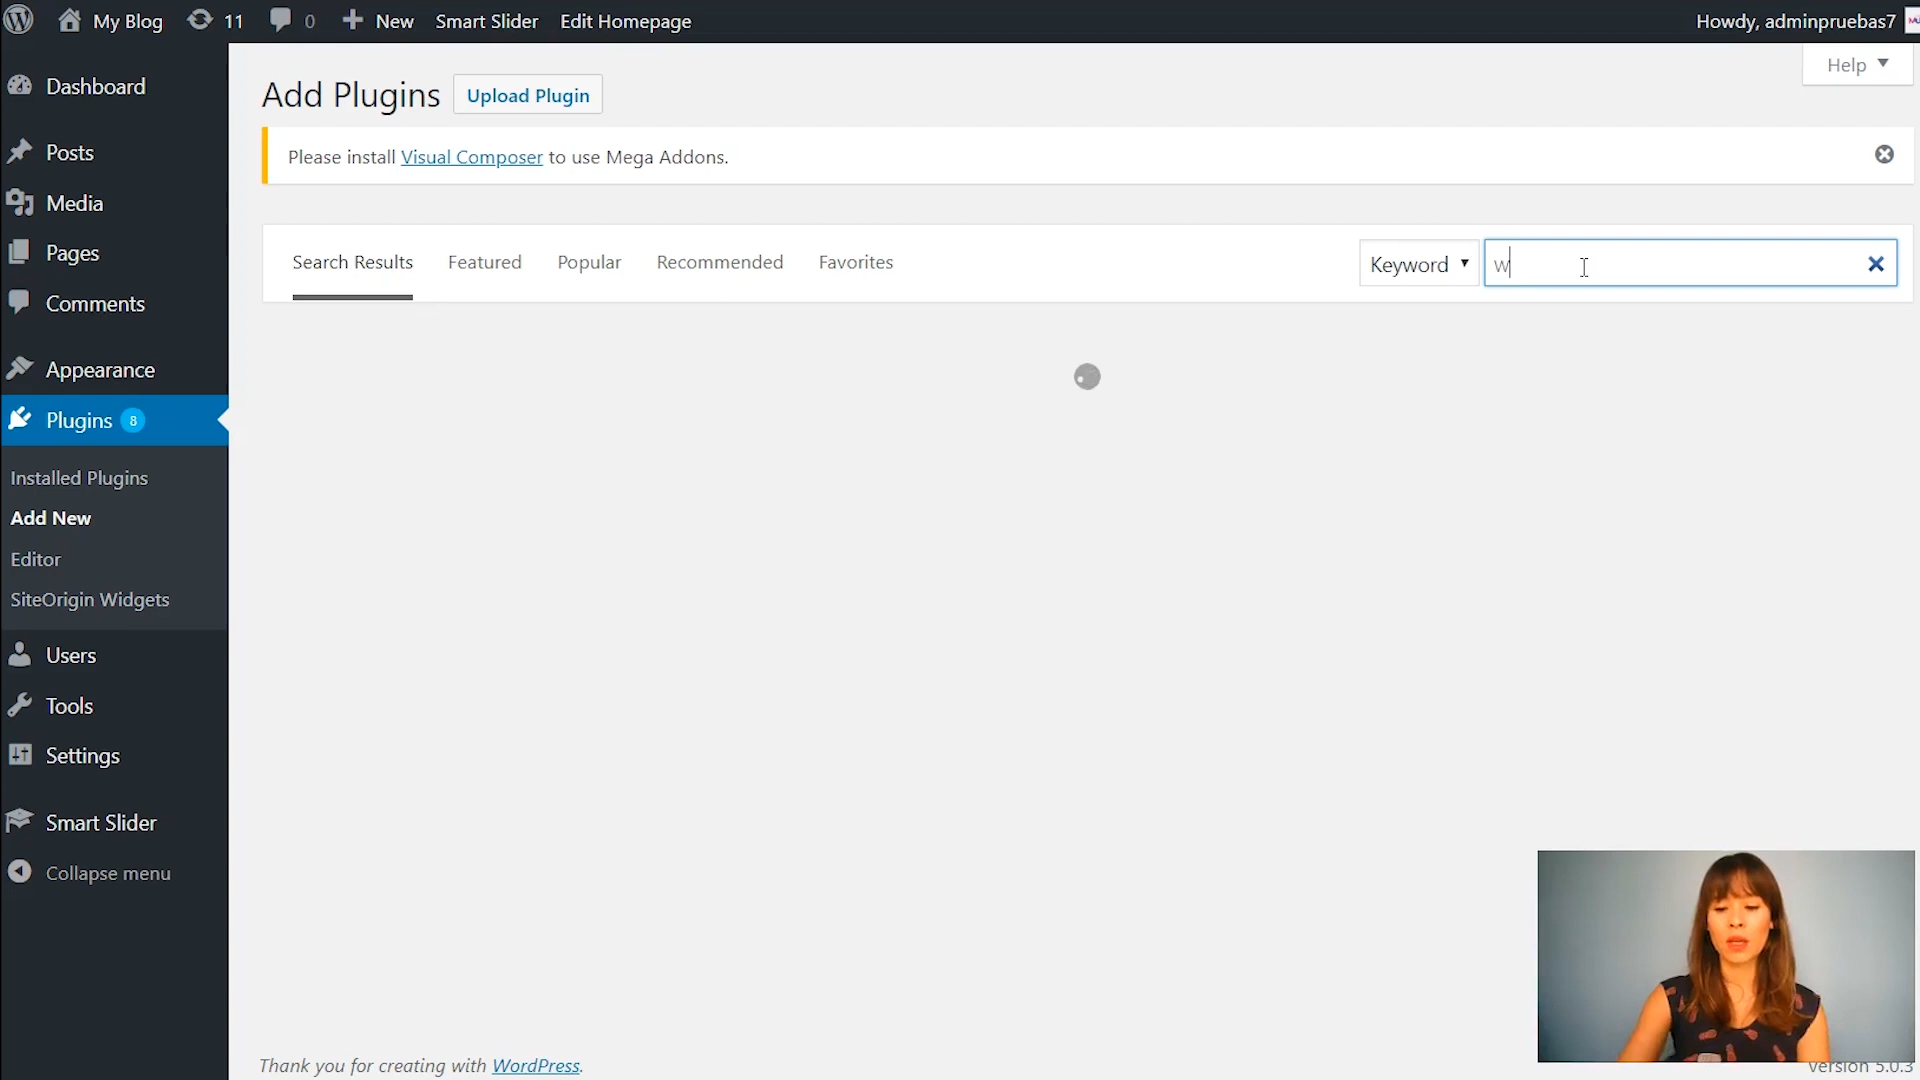 My Blog 11 0 New Smart Slider Edit Homepage Howdy, adminpruebas7
Help
Dashboard
Posts
Media
Pages
Comments
Appearance
Plugins 8
Installed Plugins
Add New
Editor
SiteOrigin Widgets
Users
Tools
Settings
Smart Slider
Collapse menu
Add Plugins Upload Plugin
Please install Visual Composer to use Mega Addons.
Search Results Featured Popular Recommended Favorites Keyword w
Thank you for creating with WordPress.
Version 5.0.3